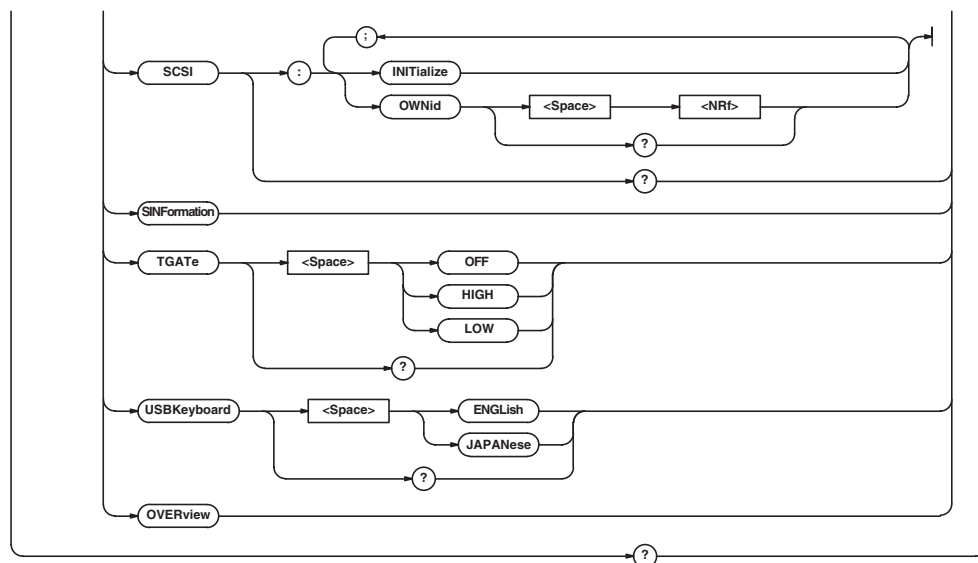 ;
SCSI : INITialize
OWNid <Space> <NRf>
?
?
SINFormation
TGATe <Space> OFF
HIGH
LOW
?
USBKeyboard <Space> ENGLish
JAPANese
?
OVERview
?